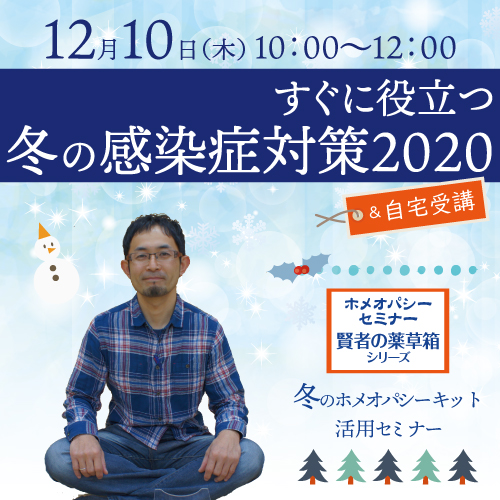 12月10日（木）10：00〜12：00
すぐに役立つ
冬の感染症対策2020
&自宅受講
ホメオパシー
セミナー
賢者の薬草箱
シリーズ
冬のホメオパシーキット
活用セミナー